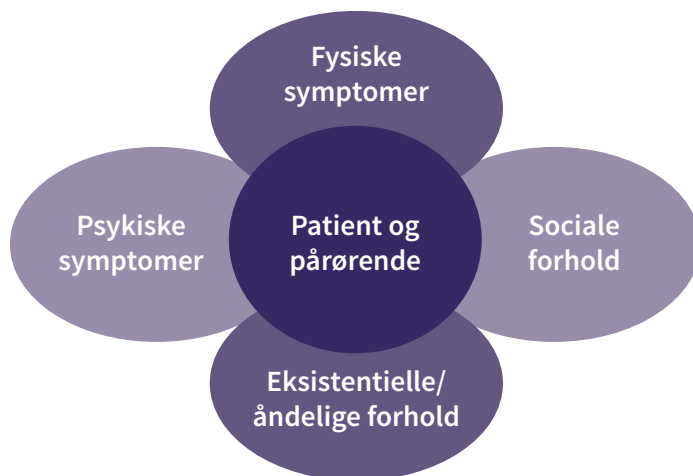 Fysiske
symptomer
Psykiske
symptomer
Patient og
pårørende
Sociale
forhold
Eksistentielle/
åndelige forhold